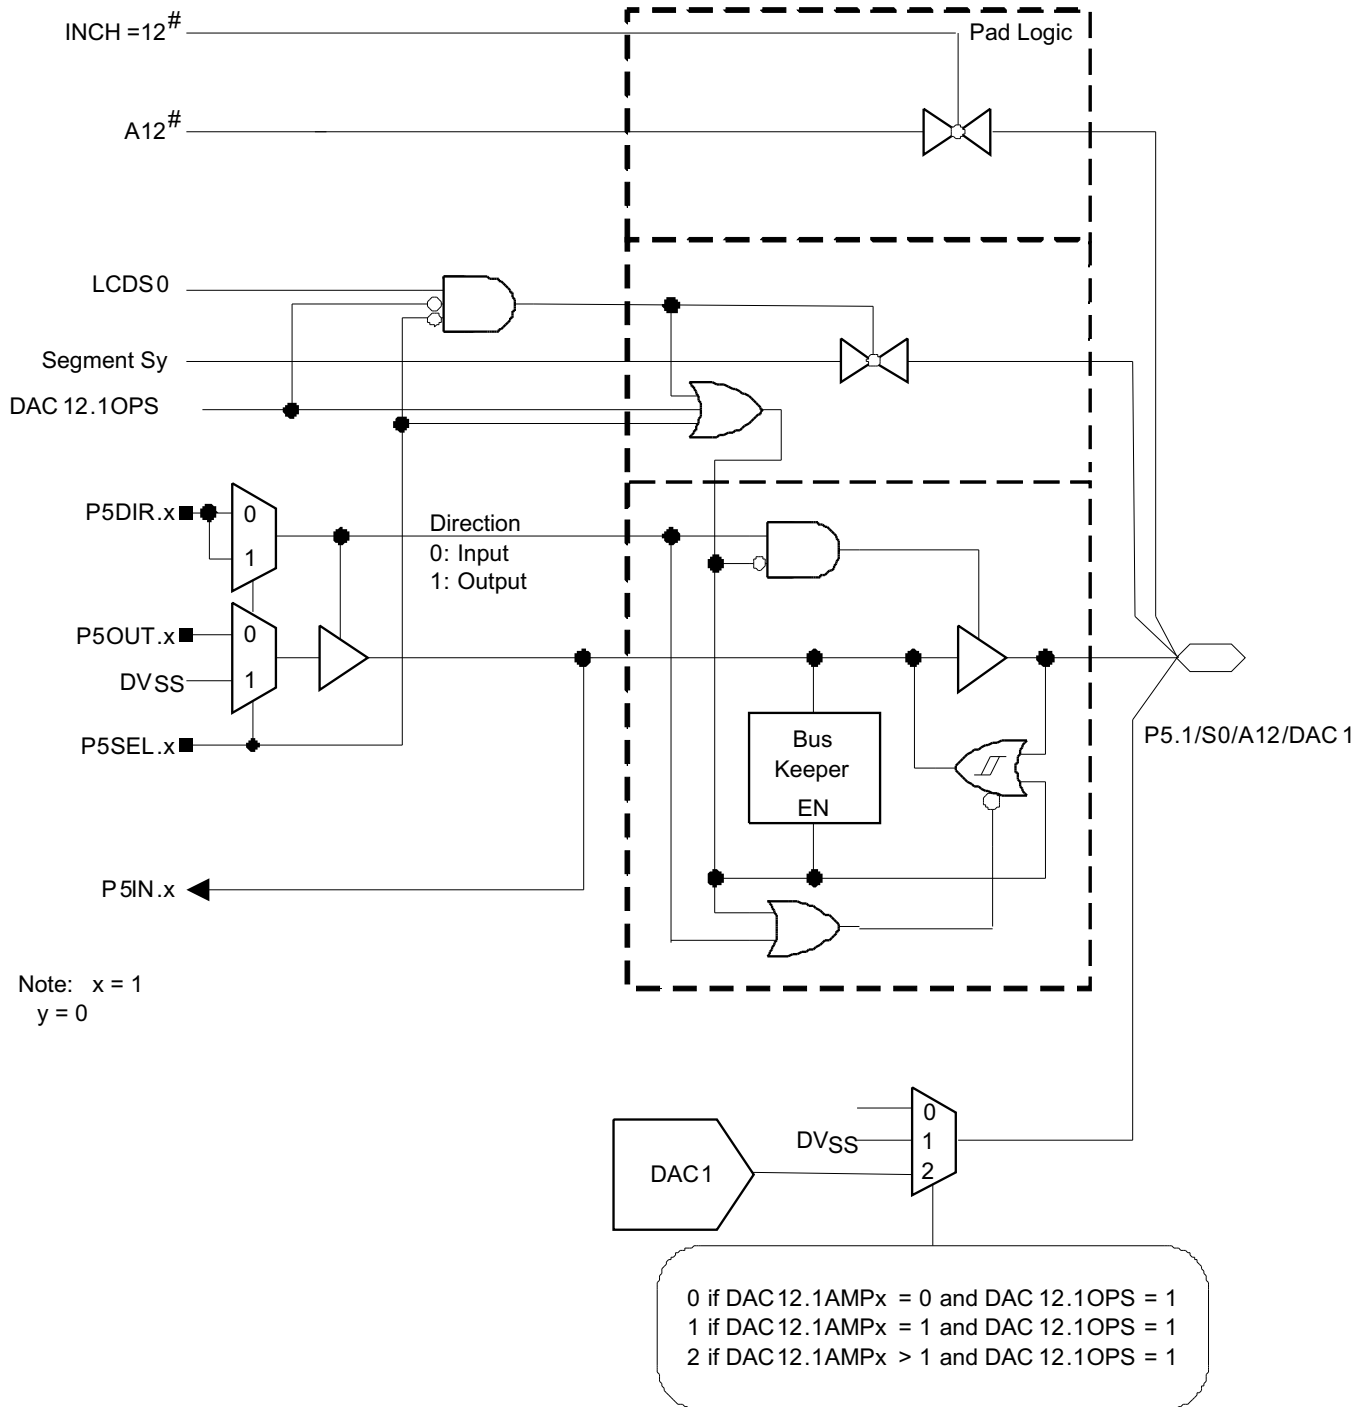 INCH =12#
Pad Logic
A12#
LCDS0
Segment Sy
DAC12.1OPS
P5DIR.x
0
1
Direction
0: Input
1: Output
P5OUT.x
0
DVSS
1
P5SEL.x
P5.1/S0/A12/DAC1
Bus
Keeper
EN
P5IN.x
Note: x = 1
y = 0
0
DVSS
1
2
DAC1
0 if DAC12.1AMPx = 0 and DAC12.1OPS = 1
1 if DAC12.1AMPx = 1 and DAC12.1OPS = 1
2 if DAC12.1AMPx > 1 and DAC12.1OPS = 1